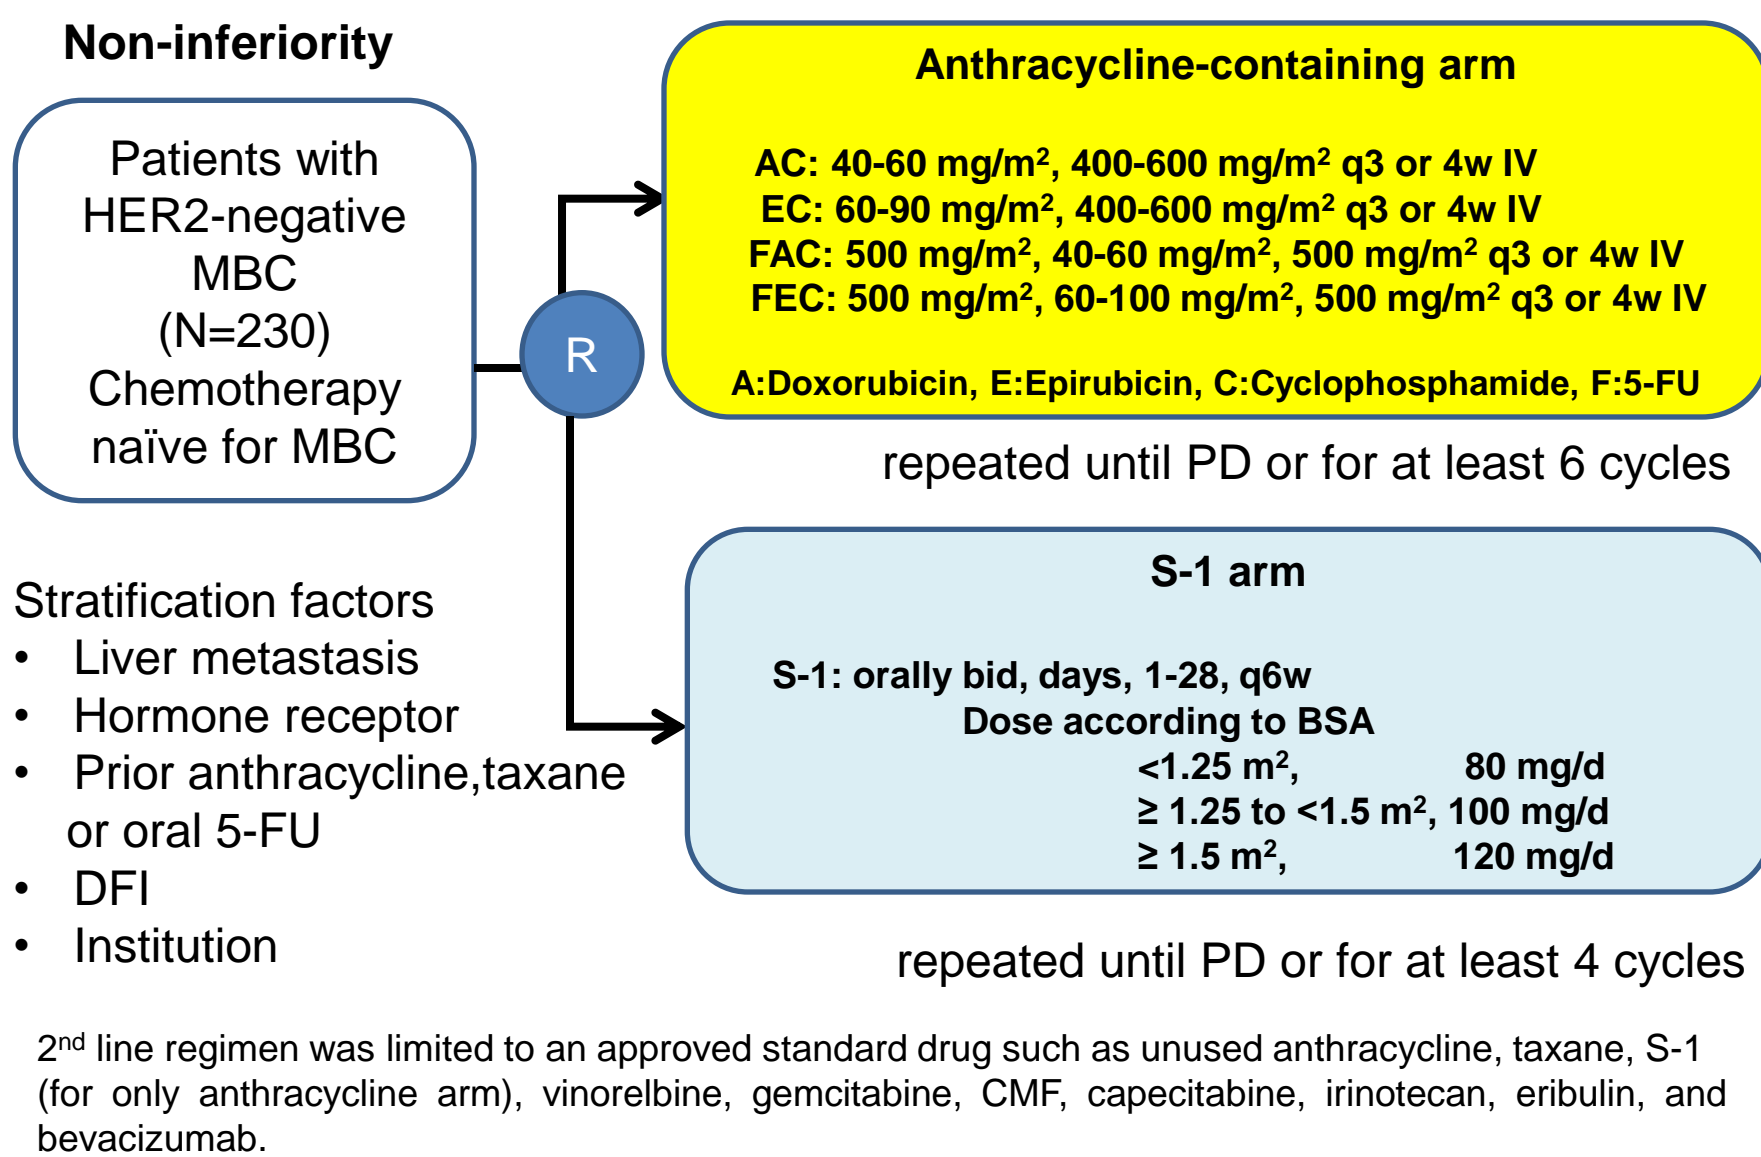 Non-inferiority
Patients with
HER2-negative
MBC
(N=230)
Chemotherapy
naïve for MBC
R
Anthracycline-containing arm
AC: 40-60 mg/m², 400-600 mg/m² q3 or 4w IV
EC: 60-90 mg/m², 400-600 mg/m² q3 or 4w IV
FAC: 500 mg/m², 40-60 mg/m², 500 mg/m² q3 or 4w IV
FEC: 500 mg/m², 60-100 mg/m², 500 mg/m² q3 or 4w IV
A:Doxorubicin, E:Epirubicin, C:Cyclophosphamide, F:5-FU
repeated until PD or for at least 6 cycles
Stratification factors
• Liver metastasis
• Hormone receptor
• Prior anthracycline,taxane
or oral 5-FU
• DFI
• Institution
S-1 arm
S-1: orally bid, days, 1-28, q6w
Dose according to BSA
<1.25 m², 80 mg/d
≥ 1.25 to <1.5 m², 100 mg/d
≥ 1.5 m², 120 mg/d
repeated until PD or for at least 4 cycles
2nd line regimen was limited to an approved standard drug such as unused anthracycline, taxane, S-1
(for only anthracycline arm), vinorelbine, gemcitabine, CMF, capecitabine, irinotecan, eribulin, and
bevacizumab.